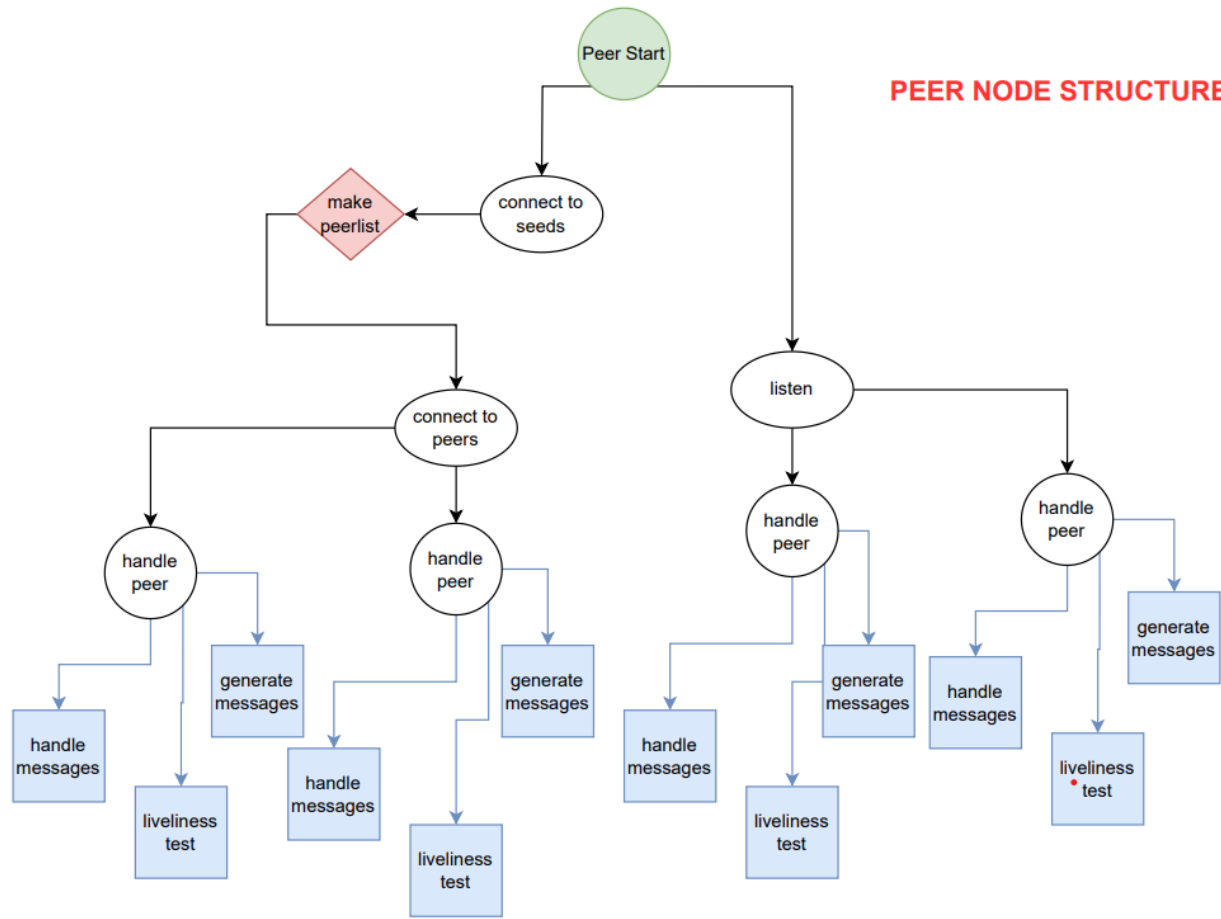 Peer Start
PEER NODE STRUCTURE
make
peerlist
connect to
seeds
listen
connect to
peers
handle
peer
handle
peer
handle
peer
handle
peer
generate
messages
generate
messages
generate
messages
generate
messages
handle
messages
handle
messages
handle
messages
handle
messages
liveliness
test
liveliness
test
liveliness
test
liveliness
test